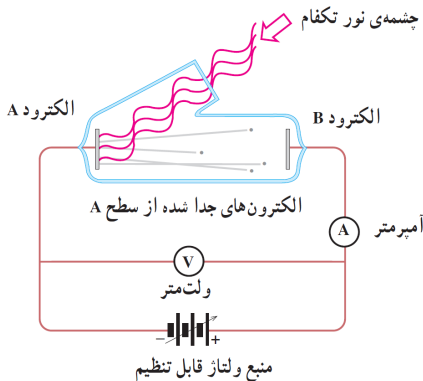 چشمه‌ی نور تکفام
الکترود A
الکترود B
الکترون‌های جدا شده از سطح A
آمپرمتر
A
V
ولت‌متر
− +
منبع ولتاژ قابل تنظیم